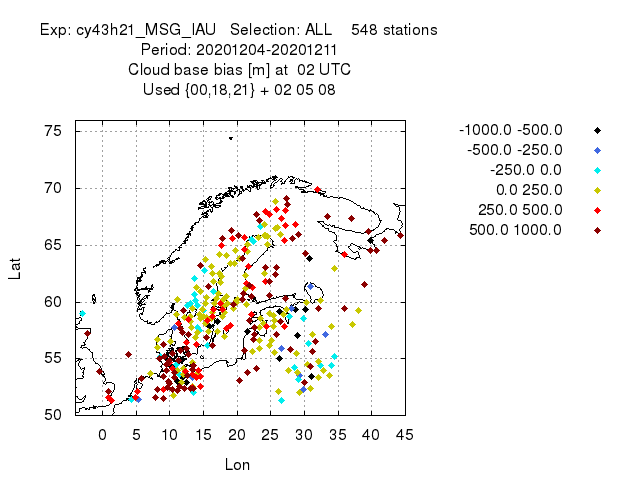 Exp: cy43h21_MSG_IAU   Selection: ALL    548 stations
Period: 20201204-20201211
Cloud base bias [m] at  02 UTC
Used {00,18,21} + 02 05 08
-1000.0 -500.0
-500.0 -250.0
-250.0 0.0
0.0 250.0
250.0 500.0
500.0 1000.0
75
70
65
60
55
50
Lat
0 5 10 15 20 25 30 35 40 45
Lon